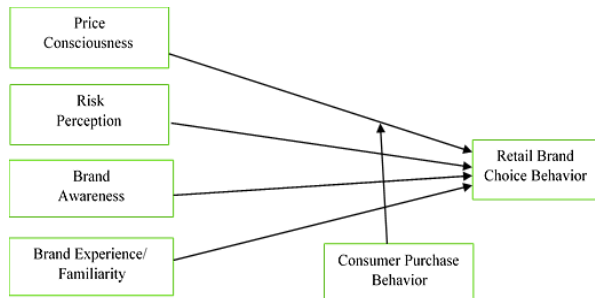 Price
Consciousness
Risk
Perception
Brand
Awareness
Brand Experience/
Familiarity
Retail Brand
Choice Behavior
Consumer Purchase
Behavior